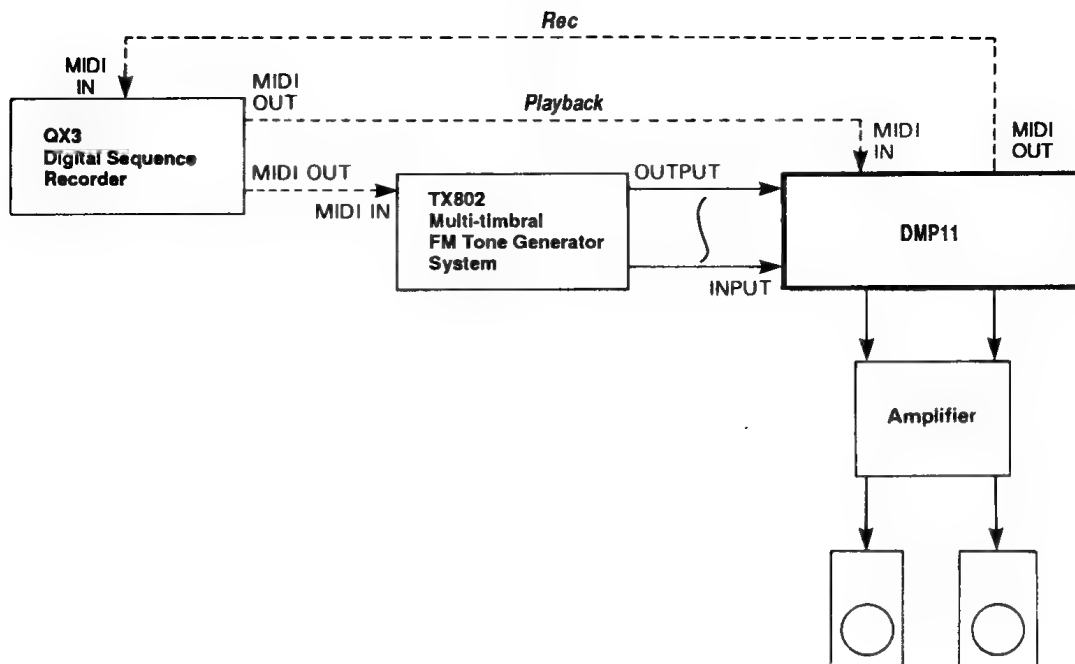 Rec
MIDI
IN
MIDI
OUT
Playback
MIDI
IN
MIDI
OUT
QX3
Digital Sequence
Recorder
MIDI OUT
MIDI IN
TX802
Multi-timbral
FM Tone Generator
System
OUTPUT
INPUT
DMP11
Amplifier